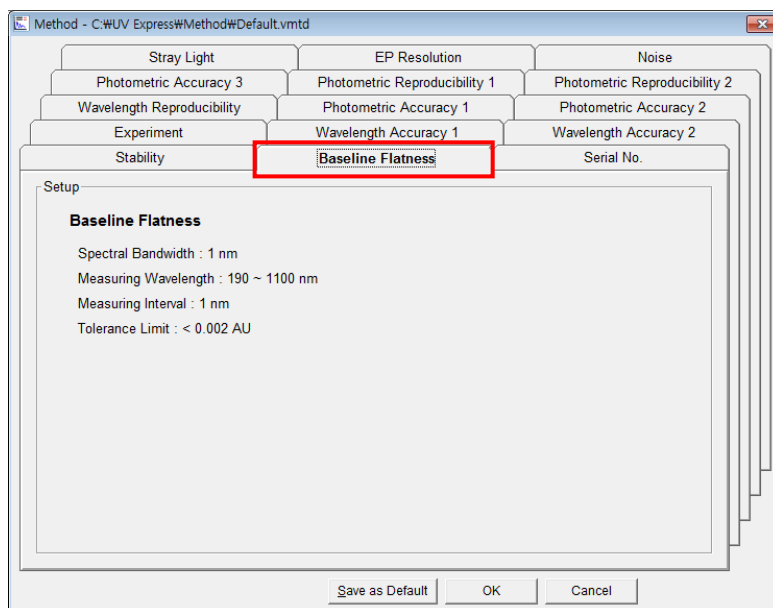 Method - C:₩UV Express₩Method₩Default.vmtd
Stray Light EP Resolution Noise
Photometric Accuracy 3 Photometric Reproducibility 1 Photometric Reproducibility 2
Wavelength Reproducibility Photometric Accuracy 1 Photometric Accuracy 2
Experiment Wavelength Accuracy 1 Wavelength Accuracy 2
Stability Baseline Flatness Serial No.
Setup
Baseline Flatness
Spectral Bandwidth : 1 nm
Measuring Wavelength : 190 ~ 1100 nm
Measuring Interval : 1 nm
Tolerance Limit : < 0.002 AU
Save as Default OK Cancel